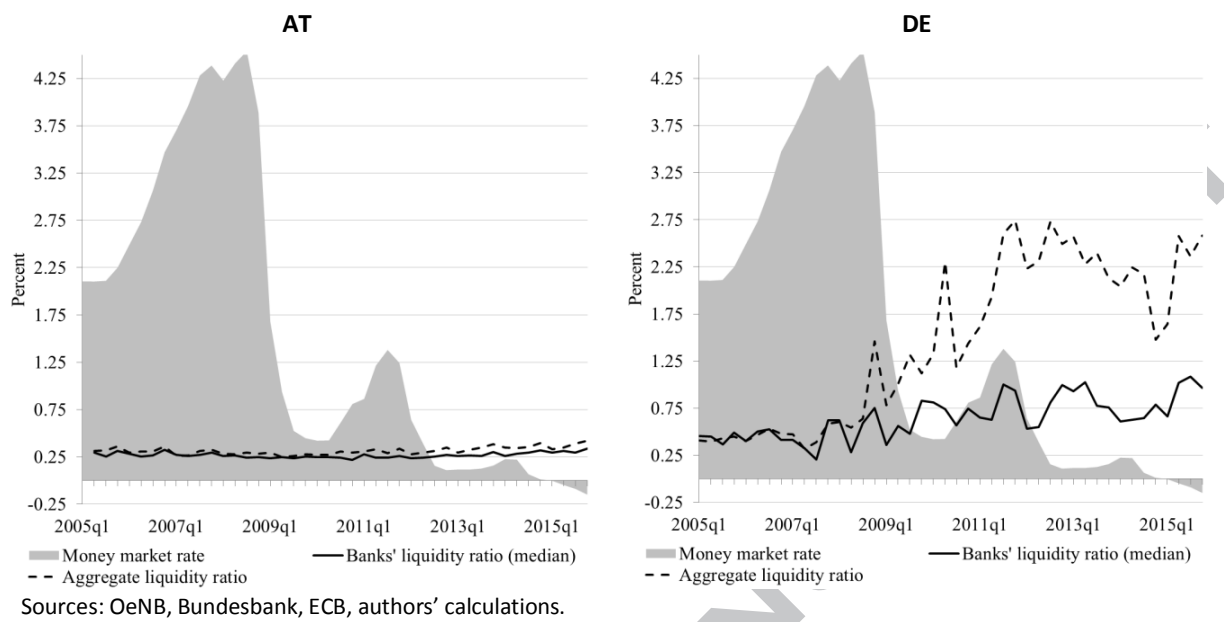 AT
DE
Percent
4.25
3.75
3.25
2.75
2.25
1.75
1.25
0.75
0.25
-0.25
2005q1 2007q1 2009q1 2011q1 2013q1 2015q1
Money market rate
Banks' liquidity ratio (median)
Aggregate liquidity ratio
Percent
4.25
3.75
3.25
2.75
2.25
1.75
1.25
0.75
0.25
-0.25
2005q1 2007q1 2009q1 2011q1 2013q1 2015q1
Money market rate
Banks' liquidity ratio (median)
Aggregate liquidity ratio
Sources: OeNB, Bundesbank, ECB, authors’ calculations.